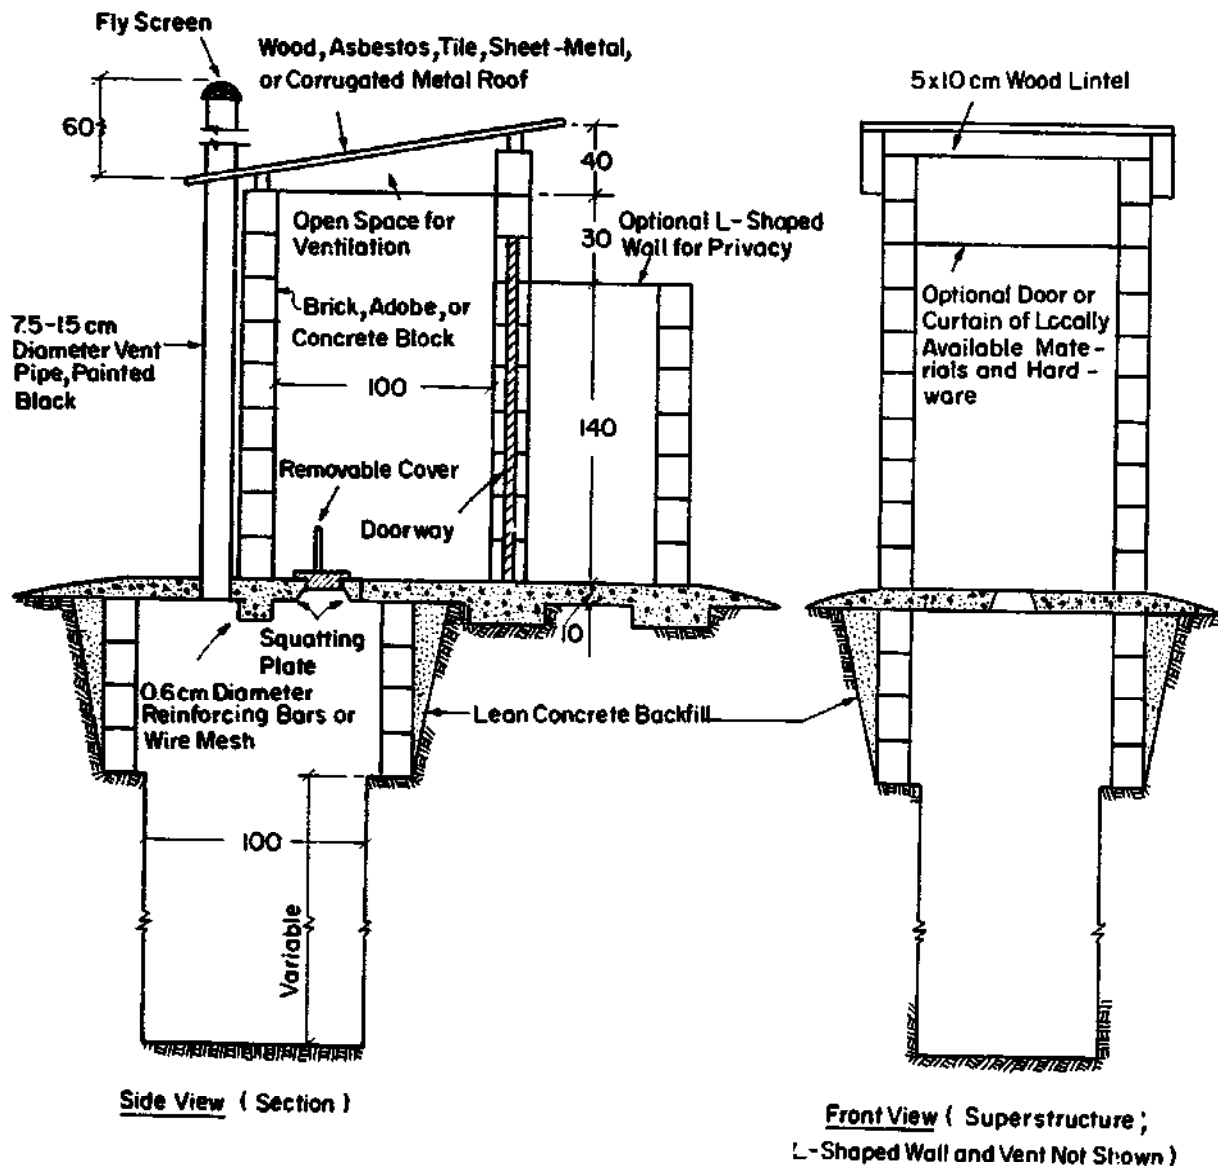 Fly Screen
Wood, Asbestos, Tile, Sheet-Metal,
or Corrugated Metal Roof
5x10 cm Wood Lintel
60
40
Open Space for
Ventilation
30
Optional L-Shaped
Wall for Privacy
Brick, Adobe, or
Concrete Block
7.5-15 cm
Diameter Vent
Pipe, Painted
Black
Optional Door or
Curtain of Locally
Available Mate-
rials and Hard-
ware
100
140
Removable Cover
Doorway
10
Squatting
Plate
0.6 cm Diameter
Reinforcing Bars or
Wire Mesh
Lean Concrete Backfill
100
Variable
Side View ( Section )
Front View ( Superstructure;
L-Shaped Wall and Vent Not Shown )